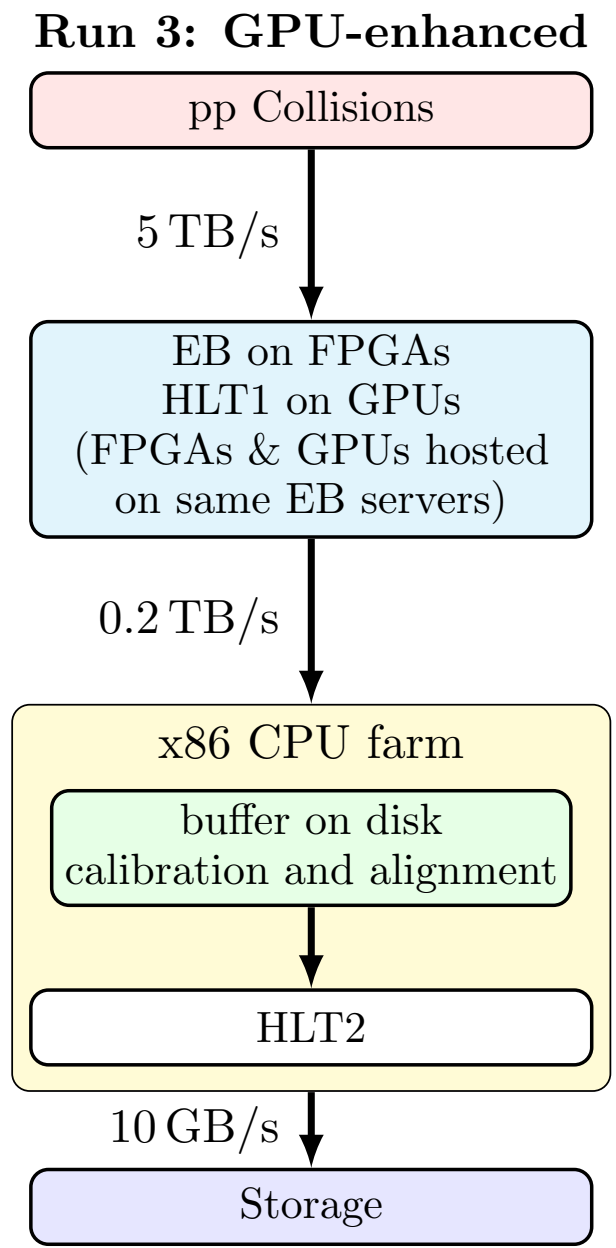 Run 3: GPU-enhanced
pp Collisions
5 TB/s
EB on FPGAs
HLT1 on GPUs
(FPGAs & GPUs hosted
on same EB servers)
0.2 TB/s
x86 CPU farm
buffer on disk
calibration and alignment
HLT2
10 GB/s
Storage